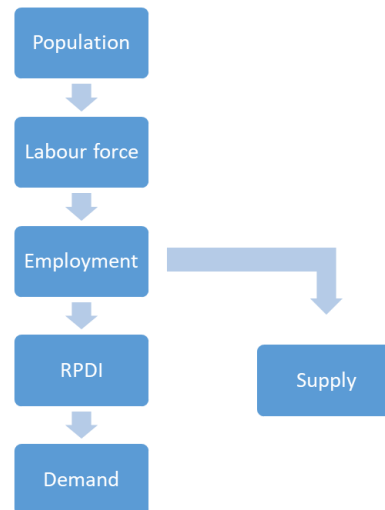 Population
Labour force
Employment
RPDI
Supply
Demand